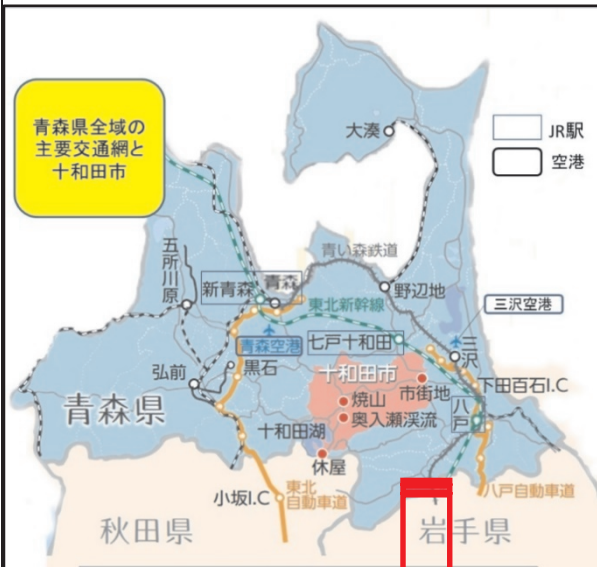 青森県全域の
主要交通網と
十和田市
大湊
JR駅
空港
青い森鉄道
五所川原
新青森
青森
野辺地
東北新幹線
三沢空港
青森空港
七戸十和田
三沢
黒石
弘前
十和田市
市街地
下田百石I.C
焼山
青森県
奥入瀬渓流
八戸
十和田湖
休屋
小坂I.C
東北
自動車道
八戸自動車道
秋田県
岩手県